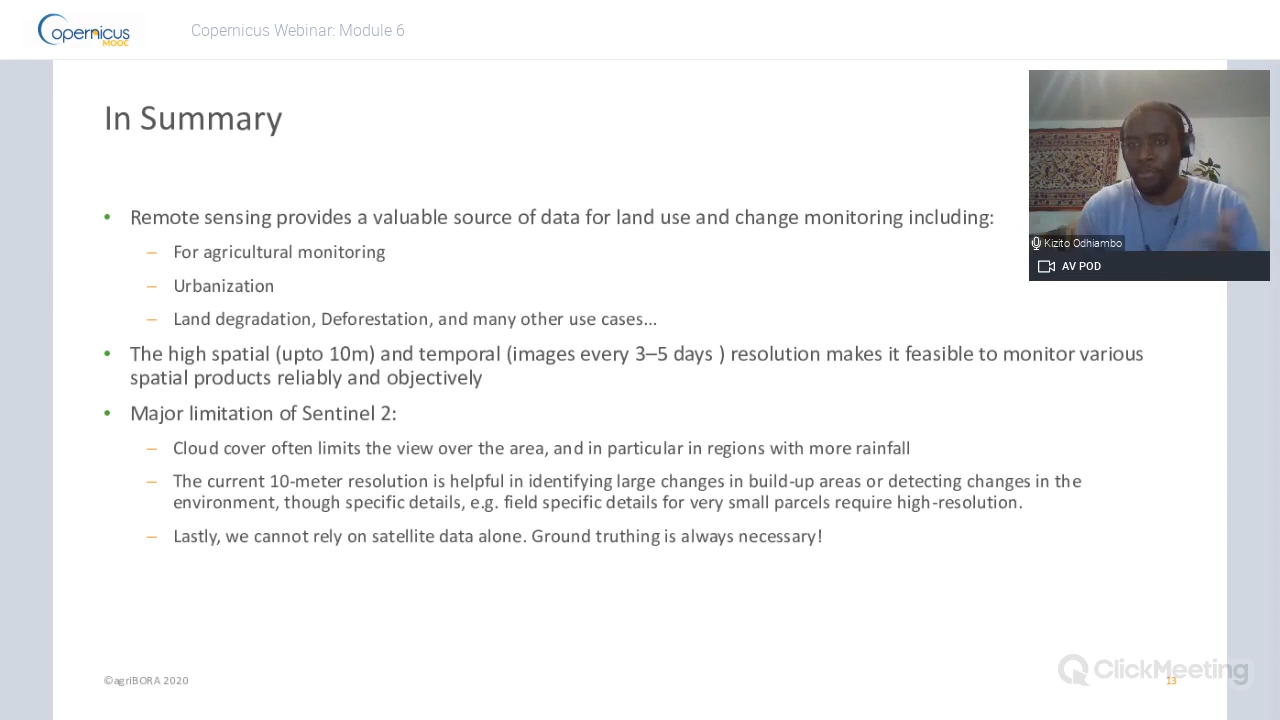 Copernicus
MOOC
Copernicus Webinar: Module 6
In Summary
• Remote sensing provides a valuable source of data for land use and change monitoring including:
– For agricultural monitoring
– Urbanization
– Land degradation, Deforestation, and many other use cases...
• The high spatial (upto 10m) and temporal (images every 3–5 days ) resolution makes it feasible to monitor various
spatial products reliably and objectively
• Major limitation of Sentinel 2:
– Cloud cover often limits the view over the area, and in particular in regions with more rainfall
– The current 10-meter resolution is helpful in identifying large changes in build-up areas or detecting changes in the
environment, though specific details, e.g. field specific details for very small parcels require high-resolution.
– Lastly, we cannot rely on satellite data alone. Ground truthing is always necessary!
Kizito Odhiambo
AV POD
©agriBORA 2020
ClickMeeting
13